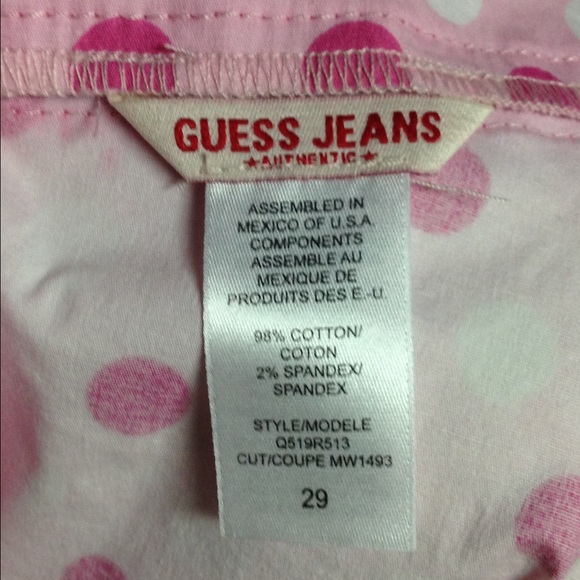 GUESS JEANS
★AUTHENTIC★
ASSEMBLED IN
MEXICO OF U.S.A.
COMPONENTS
ASSEMBLE AU
MEXIQUE DE
PRODUITS DES E.-U.
98% COTTON/
COTON
2% SPANDEX/
SPANDEX
STYLE/MODELE
Q519R513
CUT/COUPE MW1493
29